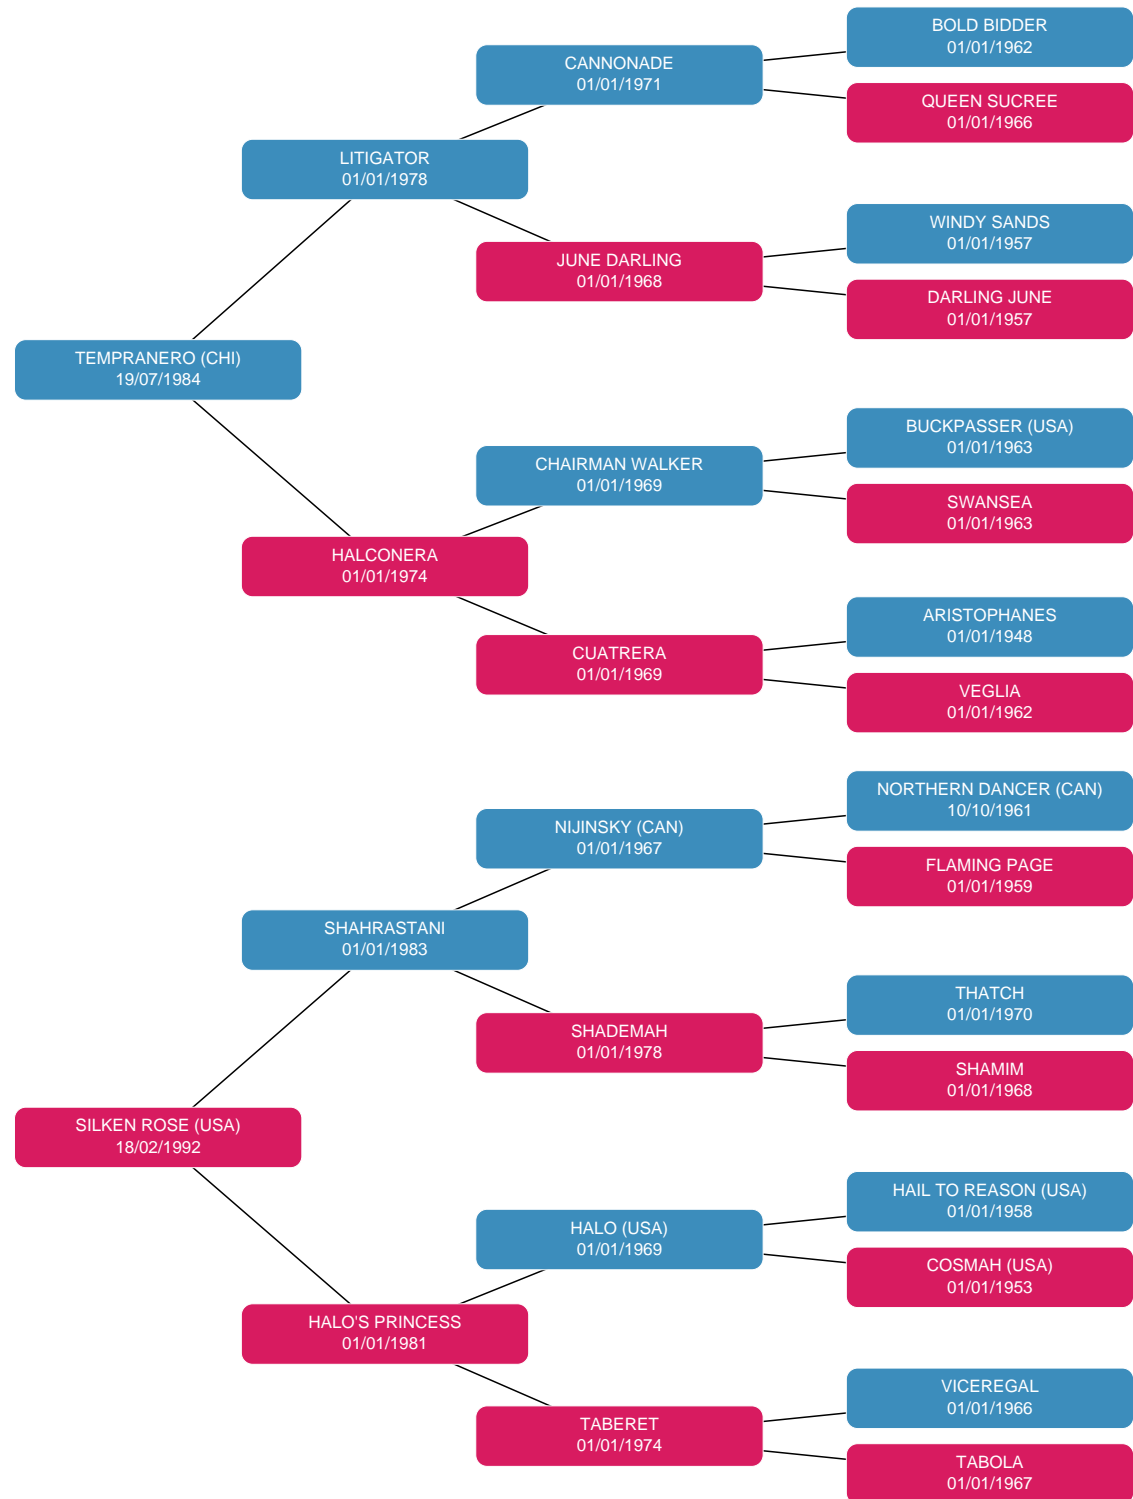 BOLD BIDDER
01/01/1962
CANNONADE
01/01/1971
QUEEN SUCREE
01/01/1966
LITIGATOR
01/01/1978
WINDY SANDS
01/01/1957
JUNE DARLING
01/01/1968
DARLING JUNE
01/01/1957
TEMPRANERO (CHI)
19/07/1984
BUCKPASSER (USA)
01/01/1963
CHAIRMAN WALKER
01/01/1969
SWANSEA
01/01/1963
HALCONERA
01/01/1974
ARISTOPHANES
01/01/1948
CUATRERA
01/01/1969
VEGLIA
01/01/1962
NORTHERN DANCER (CAN)
10/10/1961
NIJINSKY (CAN)
01/01/1967
FLAMING PAGE
01/01/1959
SHAHRASTANI
01/01/1983
THATCH
01/01/1970
SHADEMAH
01/01/1978
SHAMIM
01/01/1968
SILKEN ROSE (USA)
18/02/1992
HAIL TO REASON (USA)
01/01/1958
HALO (USA)
01/01/1969
COSMAH (USA)
01/01/1953
HALO'S PRINCESS
01/01/1981
VICEREGAL
01/01/1966
TABERET
01/01/1974
TABOLA
01/01/1967